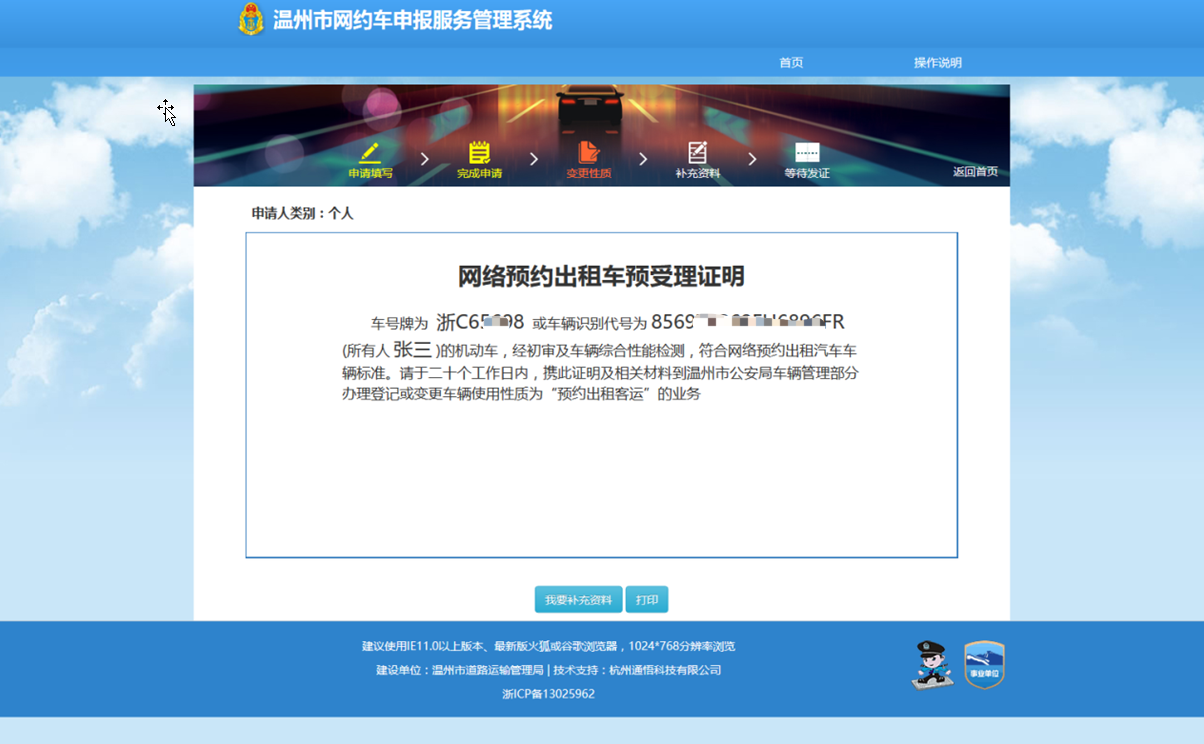 温州市网约车申报服务管理系统
首页 操作说明
申请填写 完成申请 变更性质 补充资料 等待发证 返回首页
申请人类别：个人
网络预约出租车预受理证明
车号牌为 浙C65 98 或车辆识别代号为 8569 FR
(所有人 张三 )的机动车，经初审及车辆综合性能检测，符合网络预约出租汽车车
辆标准。请于二十个工作日内，携此证明及相关材料到温州市公安局车辆管理部分
办理登记或变更车辆使用性质为“预约出租客运”的业务
我要补充资料 打印
建议使用IE11.0以上版本、最新版火狐或谷歌浏览器，1024*768分辨率浏览
建设单位：温州市道路运输管理局 | 技术支持：杭州通悟科技有限公司
浙ICP备13025962
事业单位